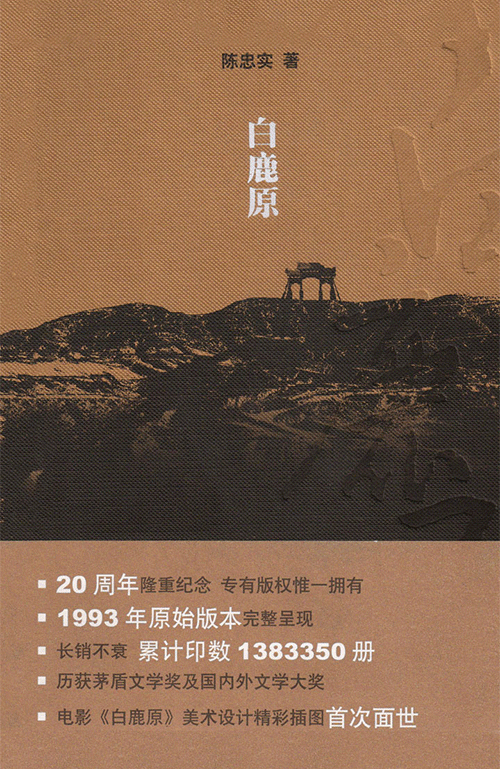 陈忠实 著
白鹿原
20 周年隆重纪念 专有版权惟一拥有
1993 年原始版本完整呈现
长销不衰 累计印数 1383350 册
历获茅盾文学奖及国内外文学大奖
电影《白鹿原》美术设计精彩插图首次面世